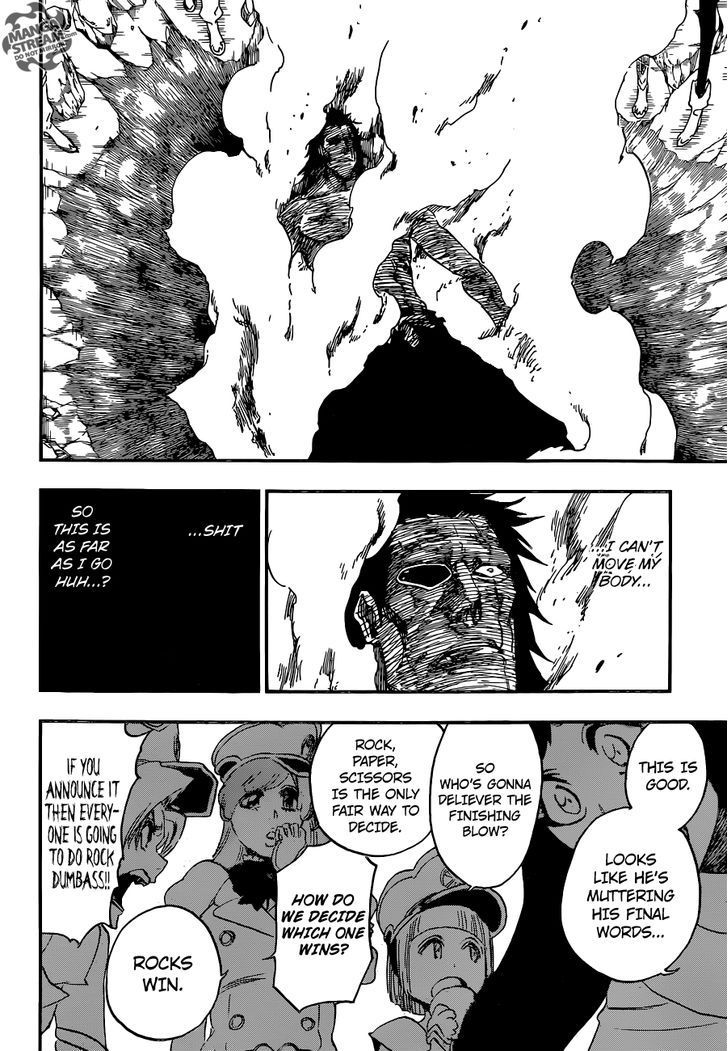 MANGA
STREAM
DO NOT MIRROR
...I CAN'T
MOVE MY
BODY...
...SHIT
SO
THIS IS
AS FAR
AS I GO
HUH...?
THIS IS
GOOD.
LOOKS
LIKE HE'S
MUTTERING
HIS FINAL
WORDS...
SO
WHO'S GONNA
DELIEVER THE
FINISHING
BLOW?
ROCK,
PAPER,
SCISSORS
IS THE ONLY
FAIR WAY TO
DECIDE.
HOW DO
WE DECIDE
WHICH ONE
WINS?
ROCKS
WIN.
IF YOU
ANNOUNCE IT
THEN EVERY-
ONE IS GOING
TO DO ROCK
DUMBASS!!